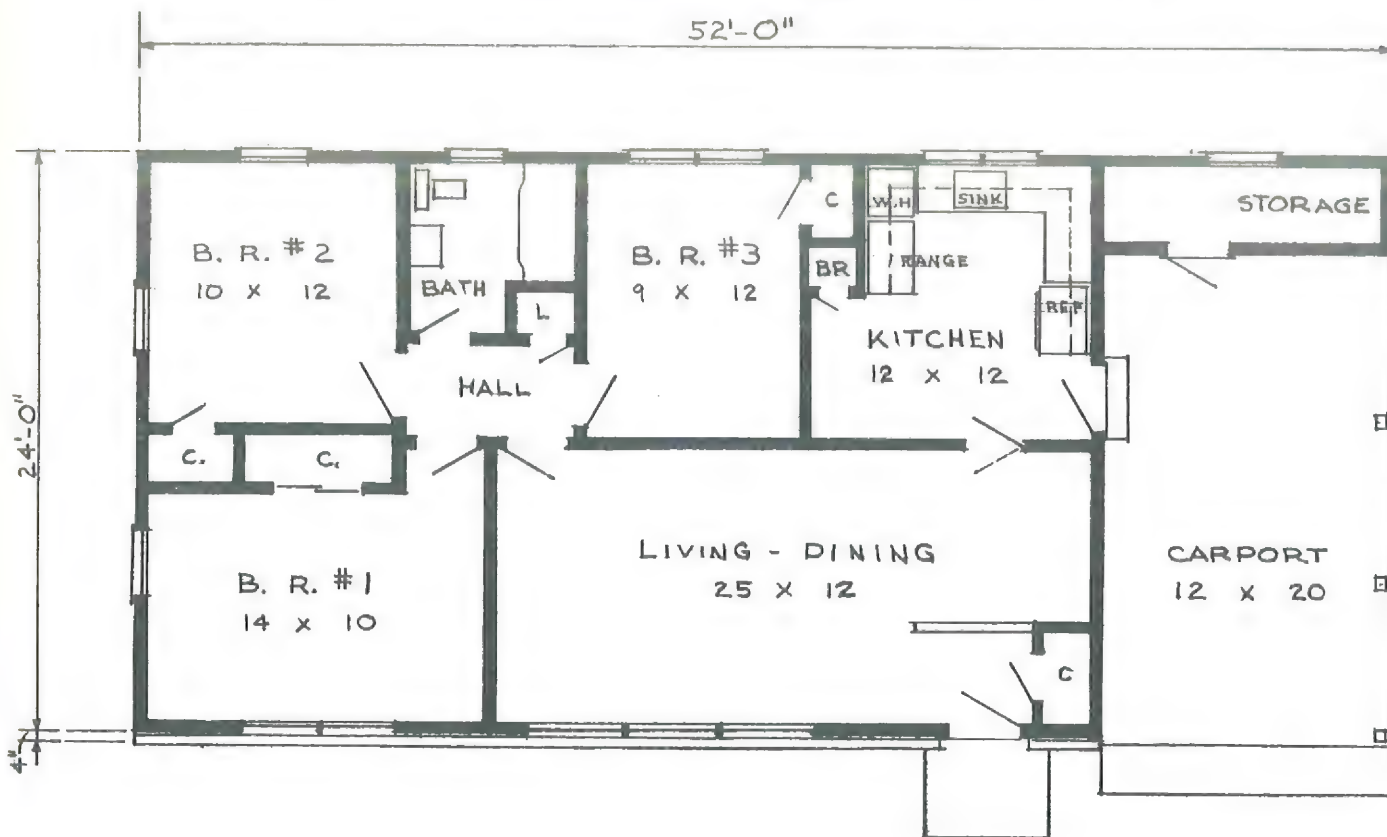 52'-0"
24'-0"
4"
B. R. #2
10 X 12
BATH
L
B. R. #3
9 X 12
C
BR
W.H
SINK
RANGE
REF
KITCHEN
12 X 12
STORAGE
HALL
C.
C.
B. R. #1
14 X 10
LIVING - DINING
25 X 12
C
CARPORT
12 X 20